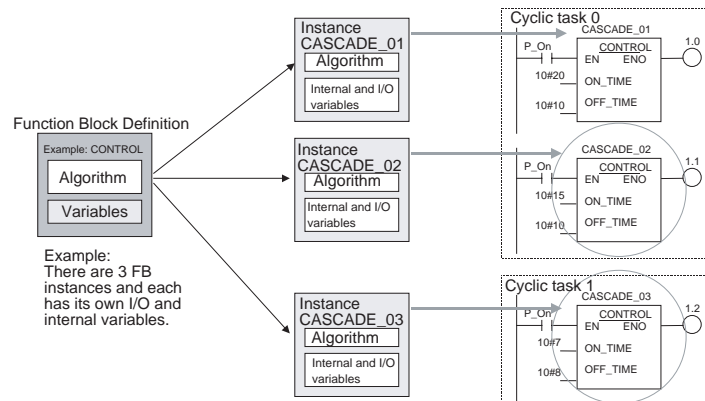 Function Block Definition
Example: CONTROL
Algorithm
Variables
Example:
There are 3 FB
instances and each
has its own I/O and
internal variables.
Instance
CASCADE_01
Algorithm
Internal and I/O
variables
Instance
CASCADE_02
Algorithm
Internal and I/O
variables
Instance
CASCADE_03
Algorithm
Internal and I/O
variables
Cyclic task 0
CASCADE_01
P_On
CONTROL
1.0
EN ENO
10#20
ON_TIME
10#10
OFF_TIME
CASCADE_02
P_On
CONTROL
1.1
EN ENO
10#15
ON_TIME
10#10
OFF_TIME
Cyclic task 1
CASCADE_03
P_On
CONTROL
1.2
EN ENO
10#7
ON_TIME
10#8
OFF_TIME